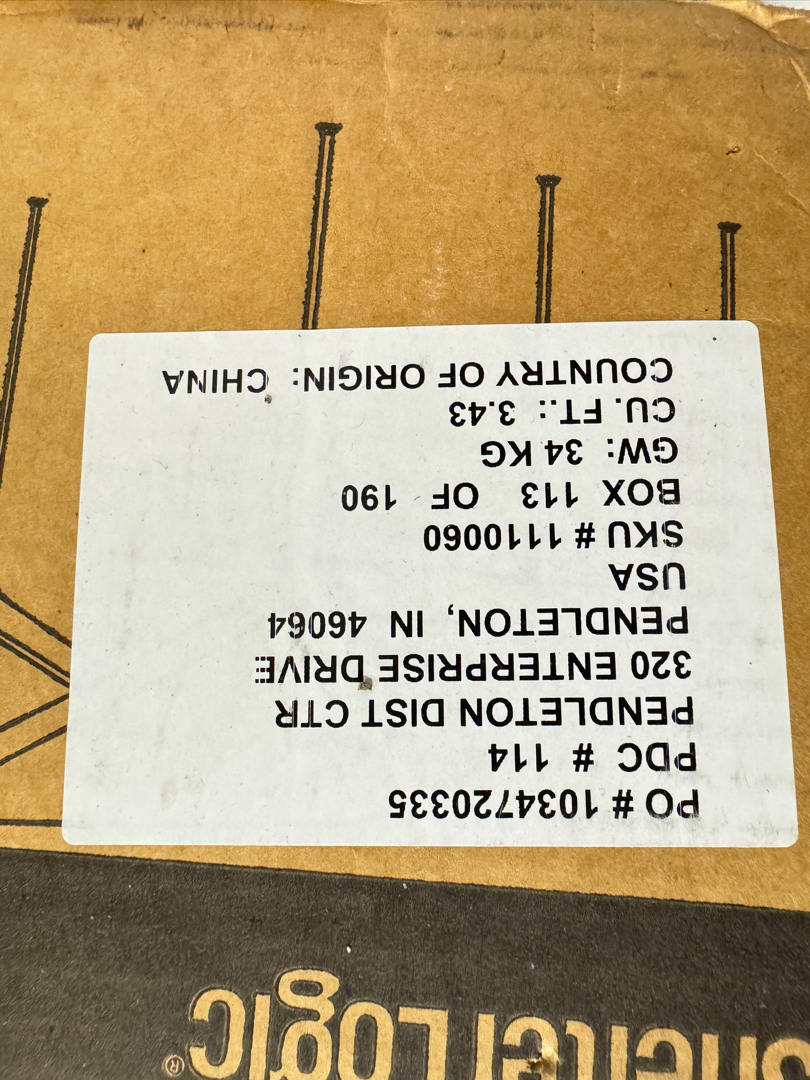 PO # 1034720335
PDC # 114
PENDLETON DIST CTR
320 ENTERPRISE DRIVE
PENDLETON, IN 46064
USA
SKU # 1110060
BOX 113 OF 190
GW: 34 KG
CU. FT.: 3.43
COUNTRY OF ORIGIN: CHINA